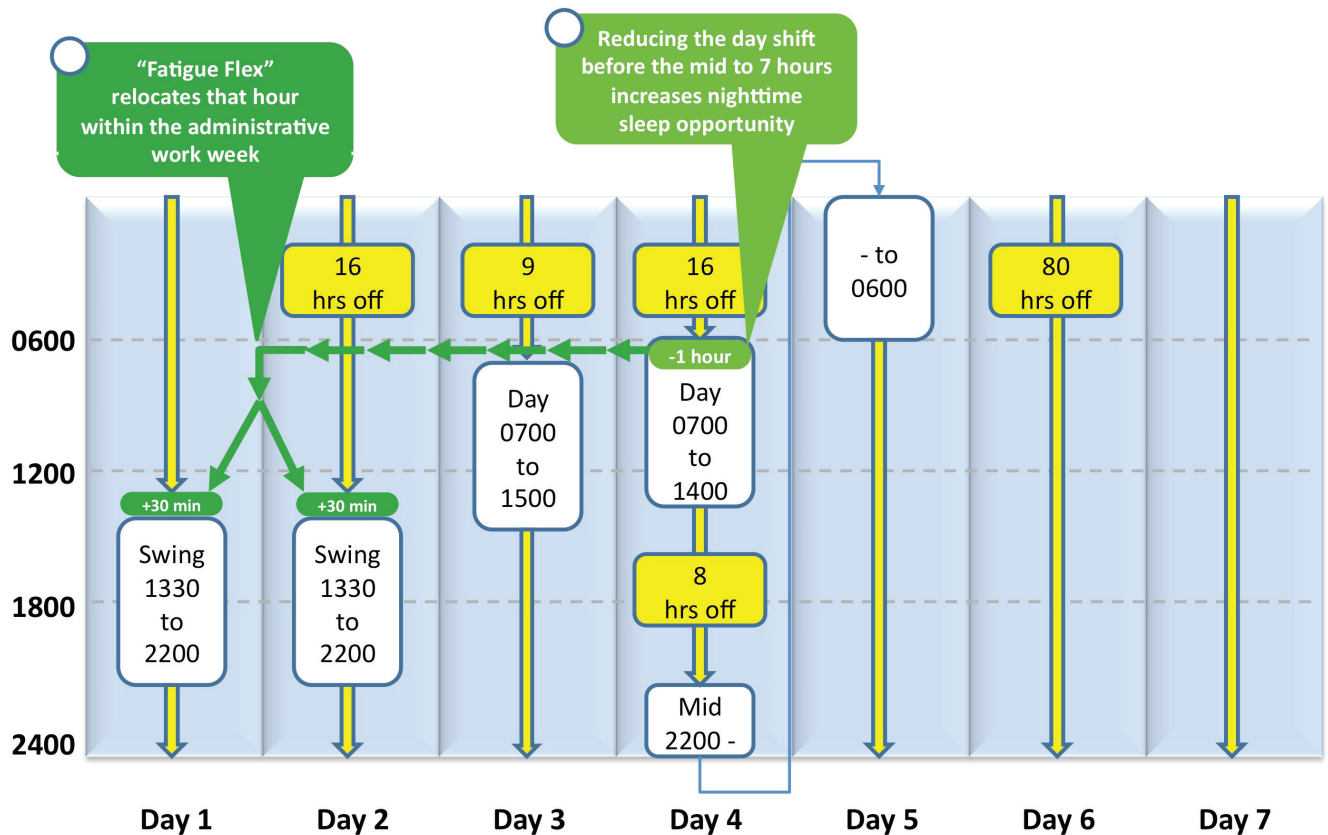 “Fatigue Flex”
relocates that hour
within the administrative
work week
Reducing the day shift
before the mid to 7 hours
increases nighttime
sleep opportunity
16
hrs off
9
hrs off
16
hrs off
- to
0600
80
hrs off
0600
-1 hour
Day
0700
to
1500
Day
0700
to
1400
1200
+30 min
+30 min
Swing
1330
to
2200
Swing
1330
to
2200
8
hrs off
1800
Mid
2200 -
2400
Day 1
Day 2
Day 3
Day 4
Day 5
Day 6
Day 7